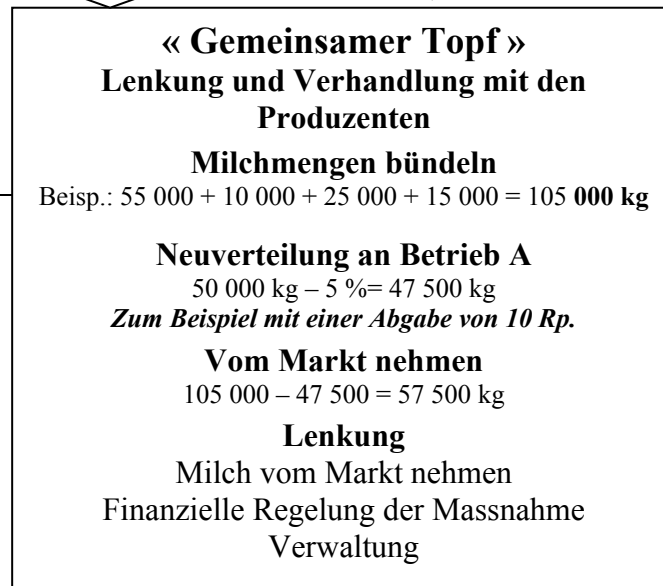 « Gemeinsamer Topf »
Lenkung und Verhandlung mit den
Produzenten
Milchmengen bündeln
Beisp.: 55 000 + 10 000 + 25 000 + 15 000 = 105 000 kg
Neuverteilung an Betrieb A
50 000 kg – 5 %= 47 500 kg
Zum Beispiel mit einer Abgabe von 10 Rp.
Vom Markt nehmen
105 000 – 47 500 = 57 500 kg
Lenkung
Milch vom Markt nehmen
Finanzielle Regelung der Massnahme
Verwaltung